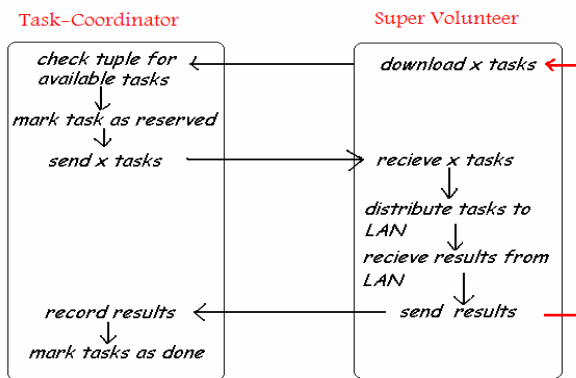 Task-Coordinator
check tuple for
available tasks
mark task as reserved
send x tasks
record results
mark tasks as done
Super Volunteer
download x tasks
recieve x tasks
distribute tasks to
LAN
recieve results from
LAN
send results